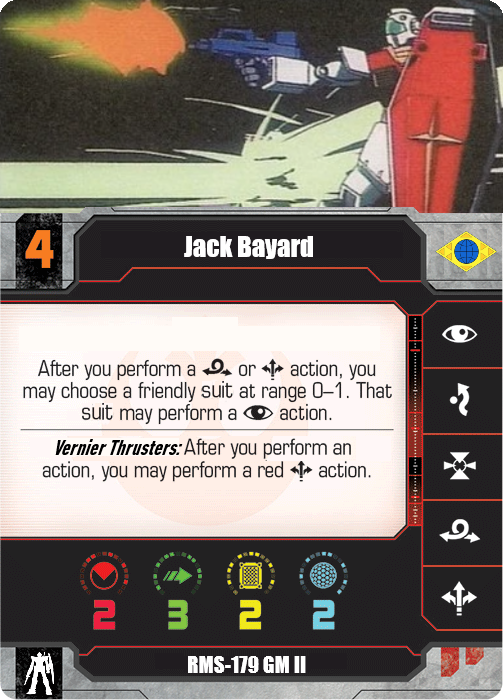 4
Jack Bayard
After you perform a or action, you
may choose a friendly suit at range 0–1. That
suit may perform a action.
Vernier Thrusters: After you perform an
action, you may perform a red action.
2 3 2 2
RMS-179 GM II